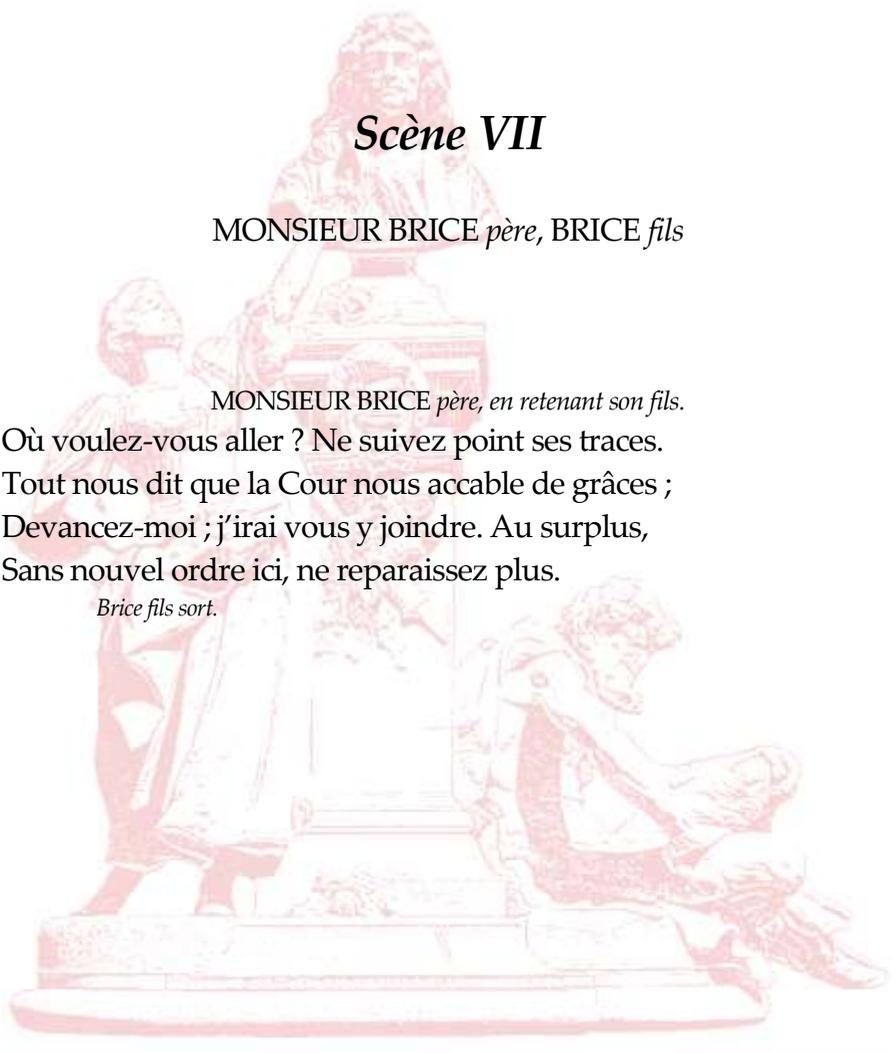 Scène VII
MONSIEUR BRICE père, BRICE fils
MONSIEUR BRICE père, en retenant son fils.
Où voulez-vous aller ? Ne suivez point ses traces.
Tout nous dit que la Cour nous accable de grâces ;
Devancez-moi ; j’irai vous y joindre. Au surplus,
Sans nouvel ordre ici, ne reparaissez plus.
Brice fils sort.